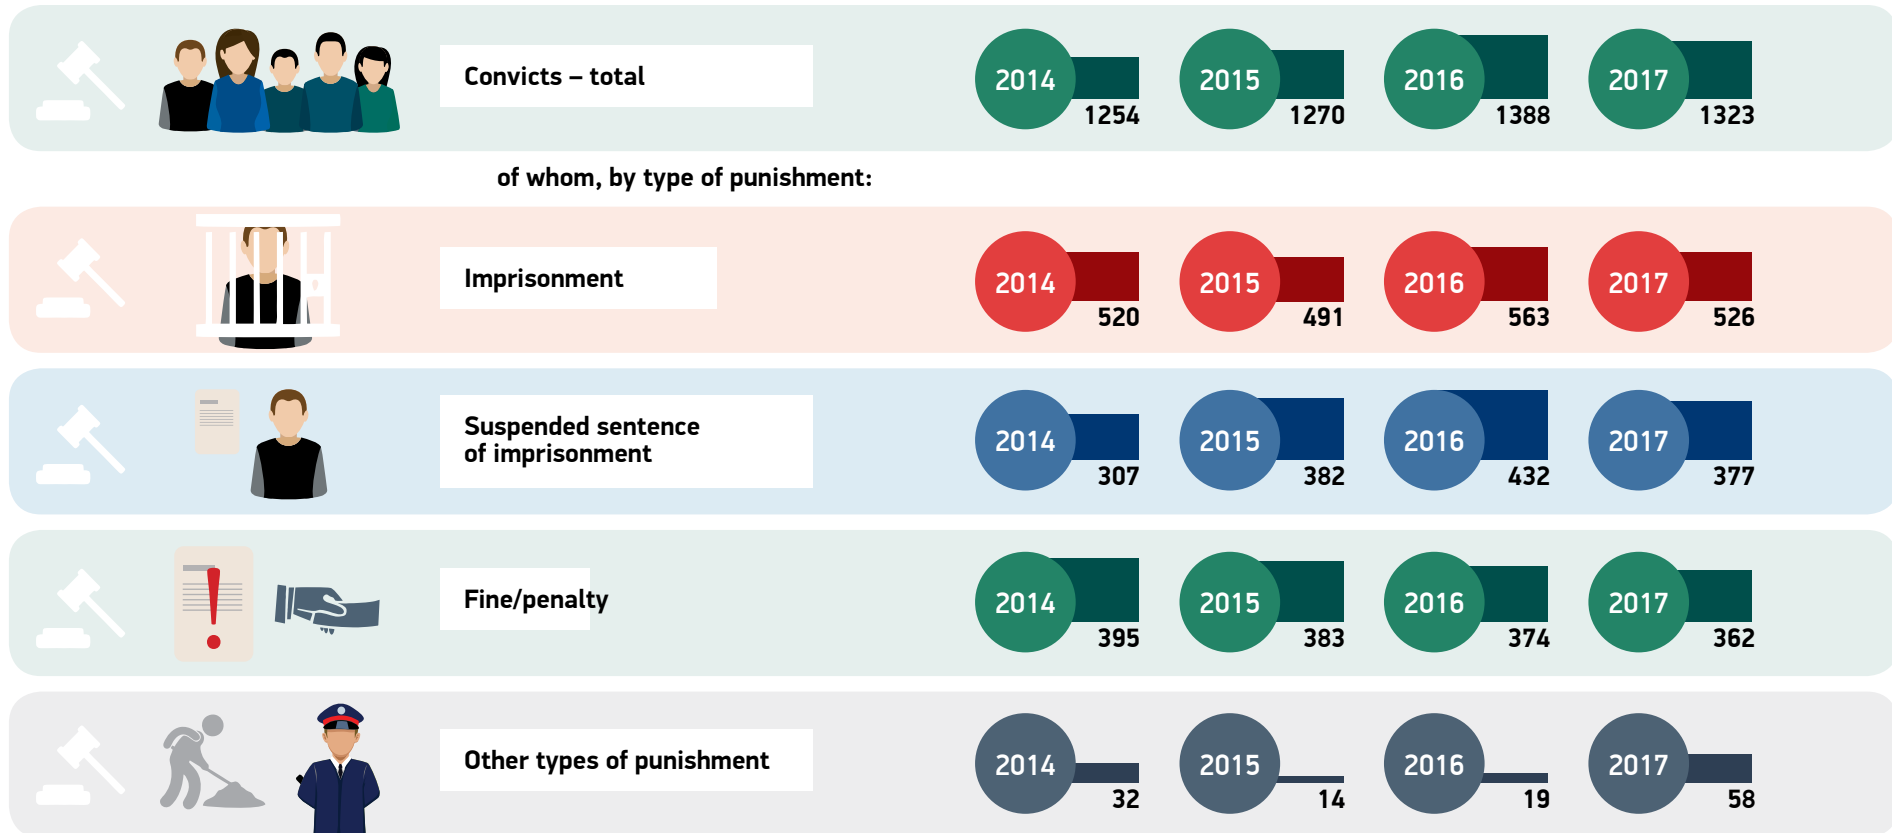 Convicts – total
2014 2015 2016 2017
1254 1270 1388 1323
of whom, by type of punishment:
Imprisonment
2014 2015 2016 2017
520 491 563 526
Suspended sentence
of imprisonment
2014 2015 2016 2017
307 382 432 377
Fine/penalty
2014 2015 2016 2017
395 383 374 362
Other types of punishment
2014 2015 2016 2017
32 14 19 58